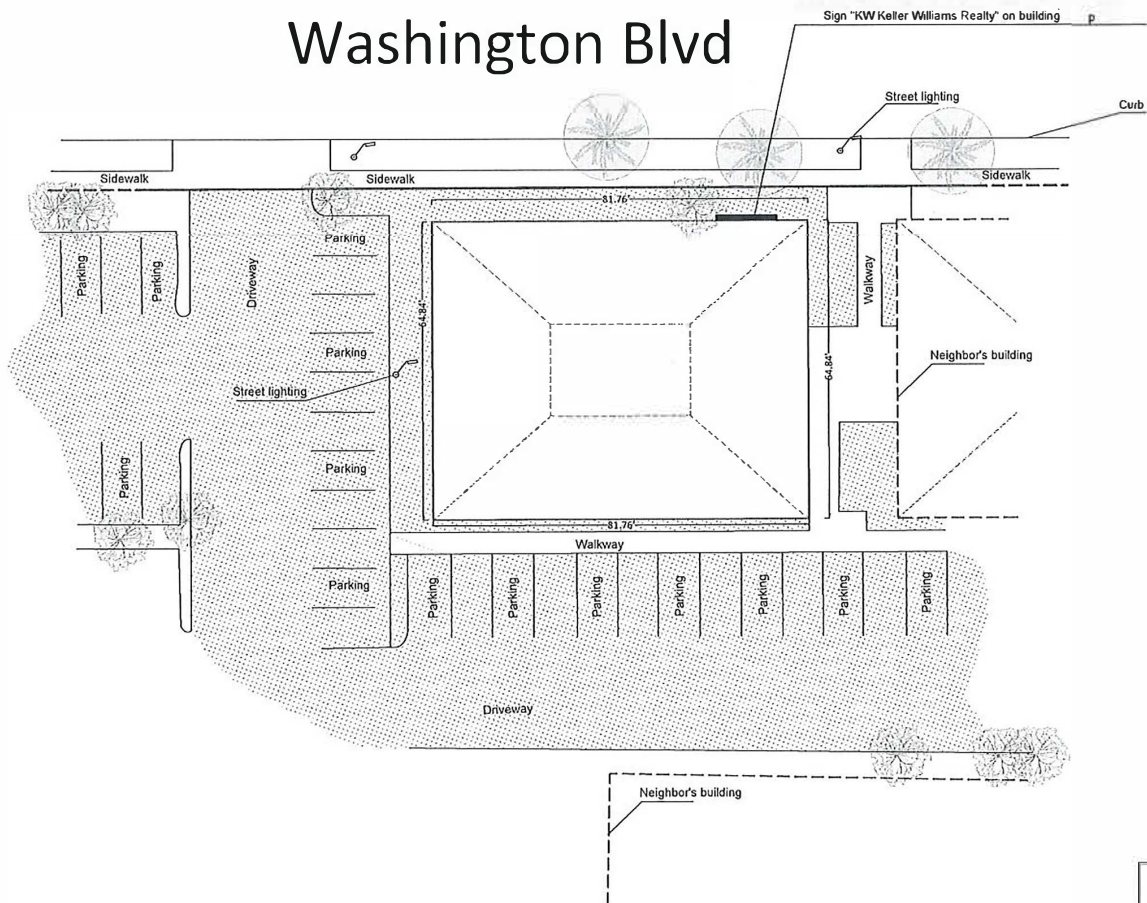 Sign "KW Keller Williams Realty" on building
p
Washington Blvd
Street lighting
Curb
Sidewalk
Sidewalk
Sidewalk
81.76'
Parking
Parking
Parking
Driveway
Walkway
64.84'
Parking
64.84'
Neighbor's building
Street lighting
Parking
Parking
81.76'
Walkway
Parking
Parking
Parking
Parking
Parking
Parking
Parking
Parking
Driveway
Neighbor's building